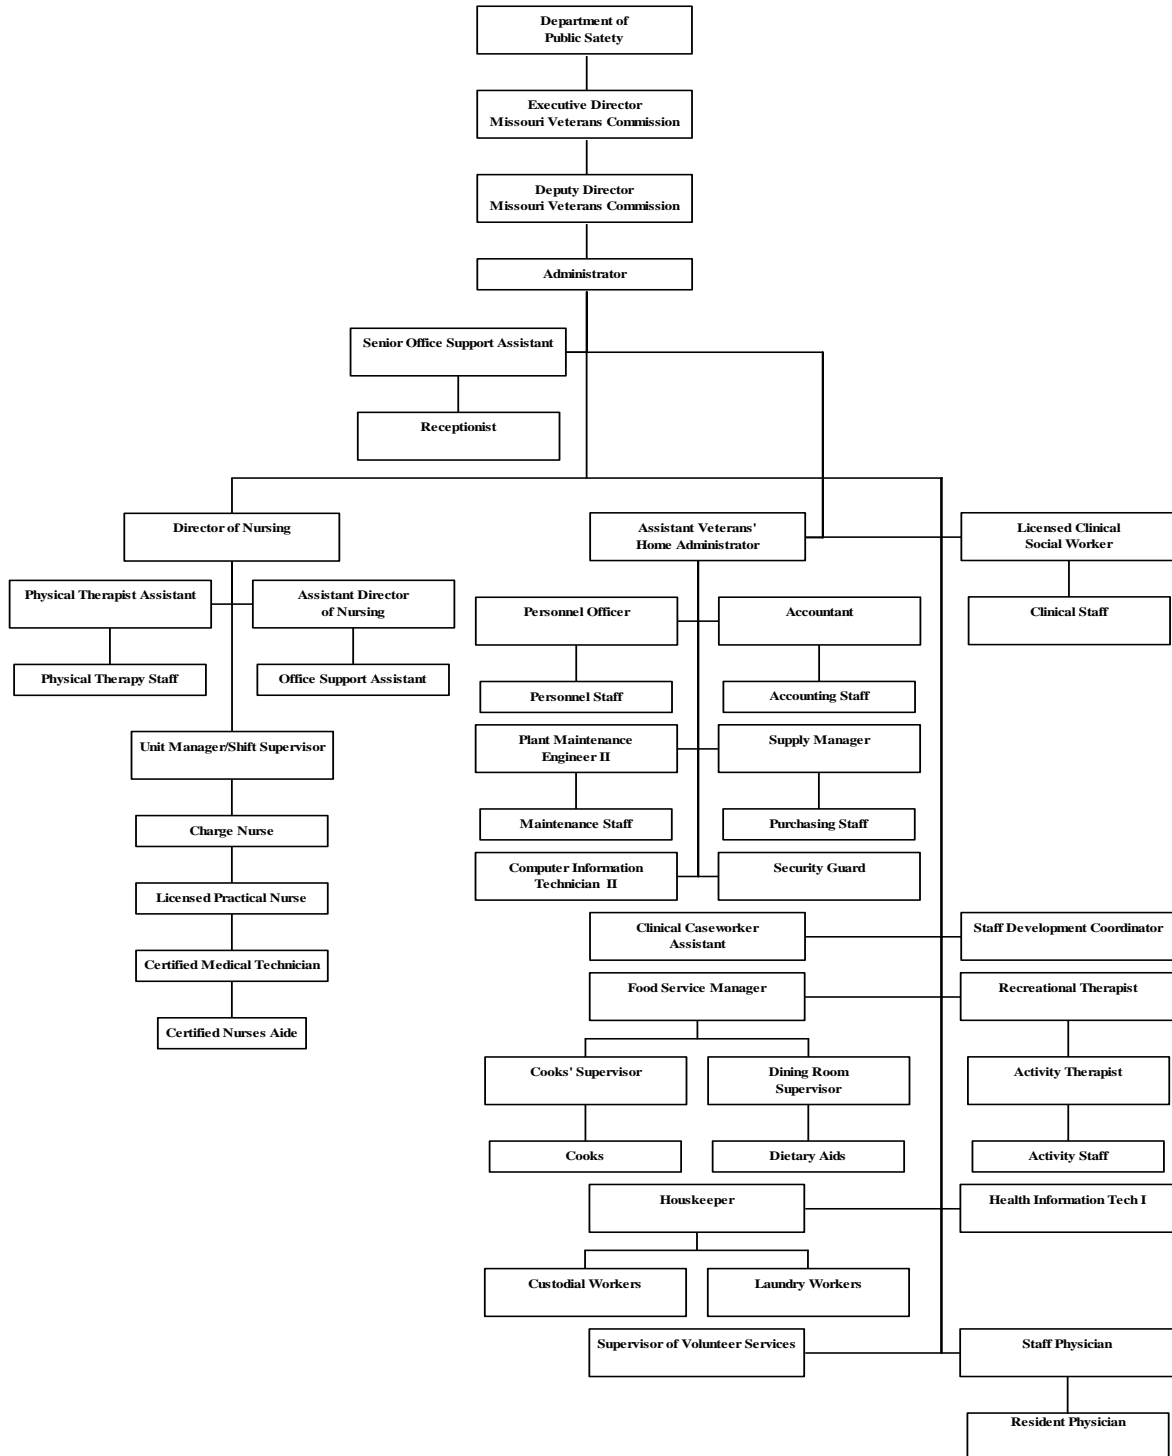 Department of
Public Satety
Executive Director
Missouri Veterans Commission
Deputy Director
Missouri Veterans Commission
Administrator
Senior Office Support Assistant
Receptionist
Director of Nursing
Assistant Veterans'
Home Administrator
Licensed Clinical
Social Worker
Physical Therapist Assistant
Assistant Director
of Nursing
Personnel Officer
Accountant
Clinical Staff
Physical Therapy Staff
Office Support Assistant
Personnel Staff
Accounting Staff
Unit Manager/Shift Supervisor
Plant Maintenance
Engineer II
Supply Manager
Charge Nurse
Maintenance Staff
Purchasing Staff
Computer Information
Technician II
Security Guard
Licensed Practical Nurse
Clinical Caseworker
Assistant
Staff Development Coordinator
Certified Medical Technician
Food Service Manager
Recreational Therapist
Certified Nurses Aide
Cooks' Supervisor
Dining Room
Supervisor
Activity Therapist
Cooks
Dietary Aids
Activity Staff
Houskeeper
Health Information Tech I
Custodial Workers
Laundry Workers
Supervisor of Volunteer Services
Staff Physician
Resident Physician